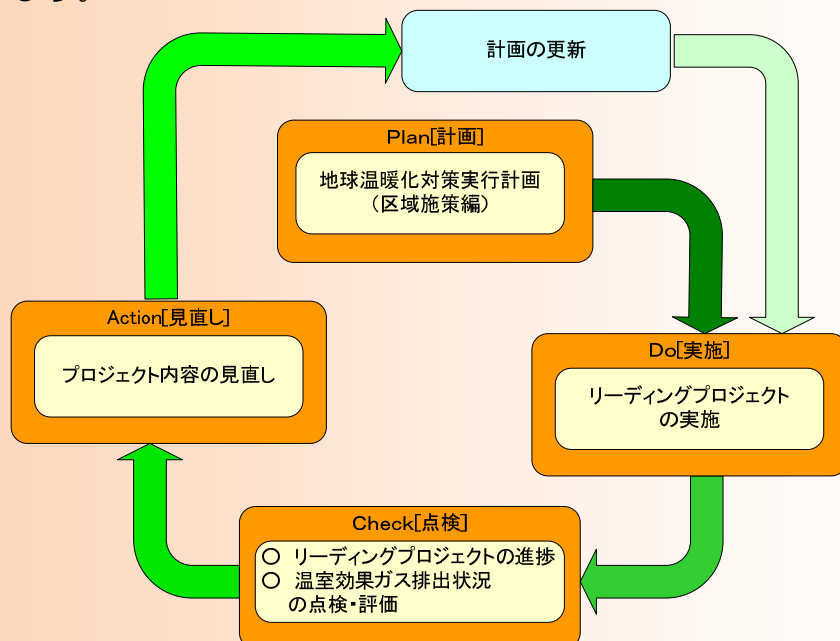 ます。
計画の更新
Plan[計画]
地球温暖化対策実行計画
（区域施策編）
Do[実施]
リーディングプロジェクト
の実施
Action[見直し]
プロジェクト内容の見直し
Check[点検]
○ リーディングプロジェクトの進捗
○ 温室効果ガス排出状況
の点検・評価